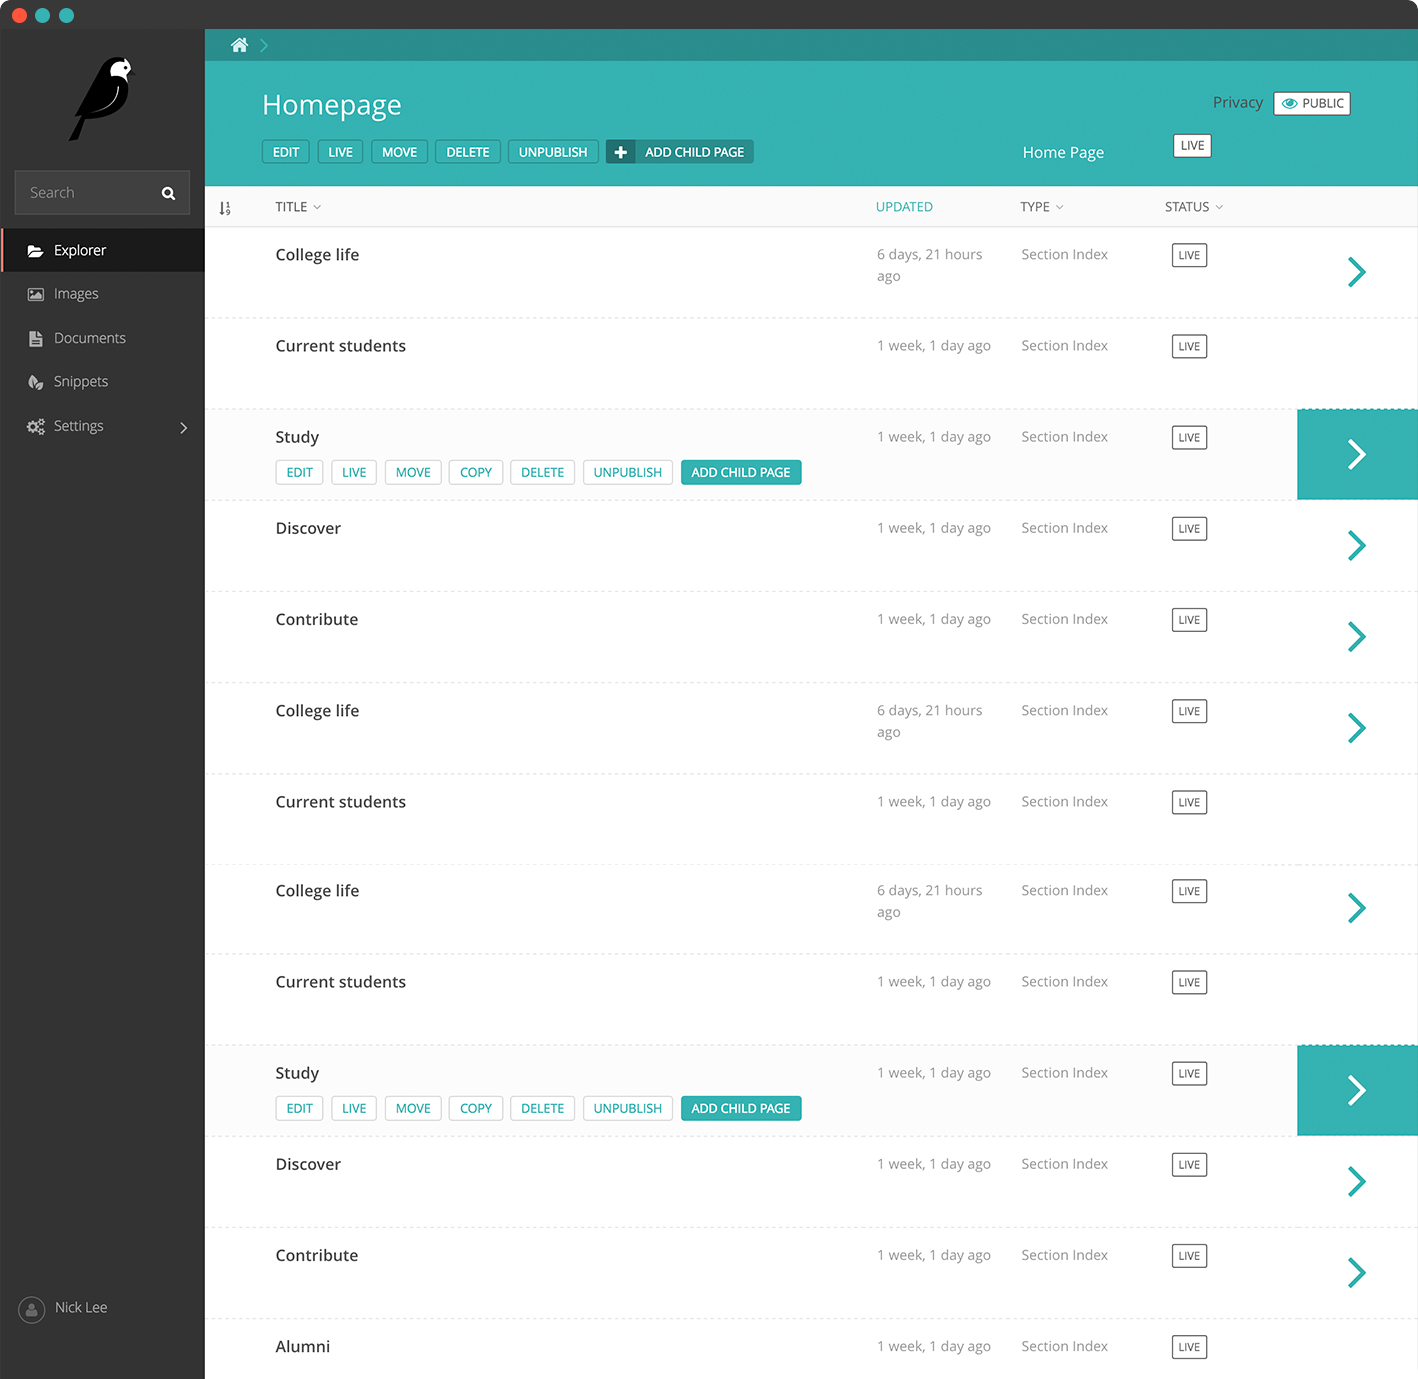 Homepage
Privacy PUBLIC
EDIT LIVE MOVE DELETE UNPUBLISH ADD CHILD PAGE Home Page LIVE
Search
TITLE UPDATED TYPE STATUS
Explorer
Images
Documents
Snippets
Settings
Nick Lee
College life 6 days, 21 hours ago Section Index LIVE
Current students 1 week, 1 day ago Section Index LIVE
Study 1 week, 1 day ago Section Index LIVE
EDIT LIVE MOVE COPY DELETE UNPUBLISH ADD CHILD PAGE
Discover 1 week, 1 day ago Section Index LIVE
Contribute 1 week, 1 day ago Section Index LIVE
College life 6 days, 21 hours ago Section Index LIVE
Current students 1 week, 1 day ago Section Index LIVE
College life 6 days, 21 hours ago Section Index LIVE
Current students 1 week, 1 day ago Section Index LIVE
Study 1 week, 1 day ago Section Index LIVE
EDIT LIVE MOVE COPY DELETE UNPUBLISH ADD CHILD PAGE
Discover 1 week, 1 day ago Section Index LIVE
Contribute 1 week, 1 day ago Section Index LIVE
Alumni 1 week, 1 day ago Section Index LIVE